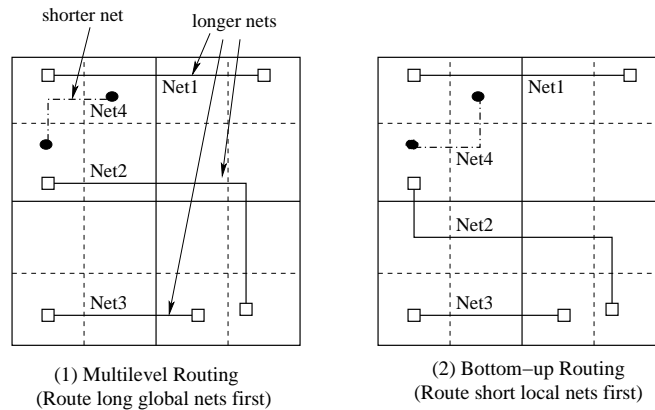 shorter net
longer nets
Net1
Net4
Net2
Net3
(1) Multilevel Routing
(Route long global nets first)
Net1
Net4
Net2
Net3
(2) Bottom−up Routing
(Route short local nets first)